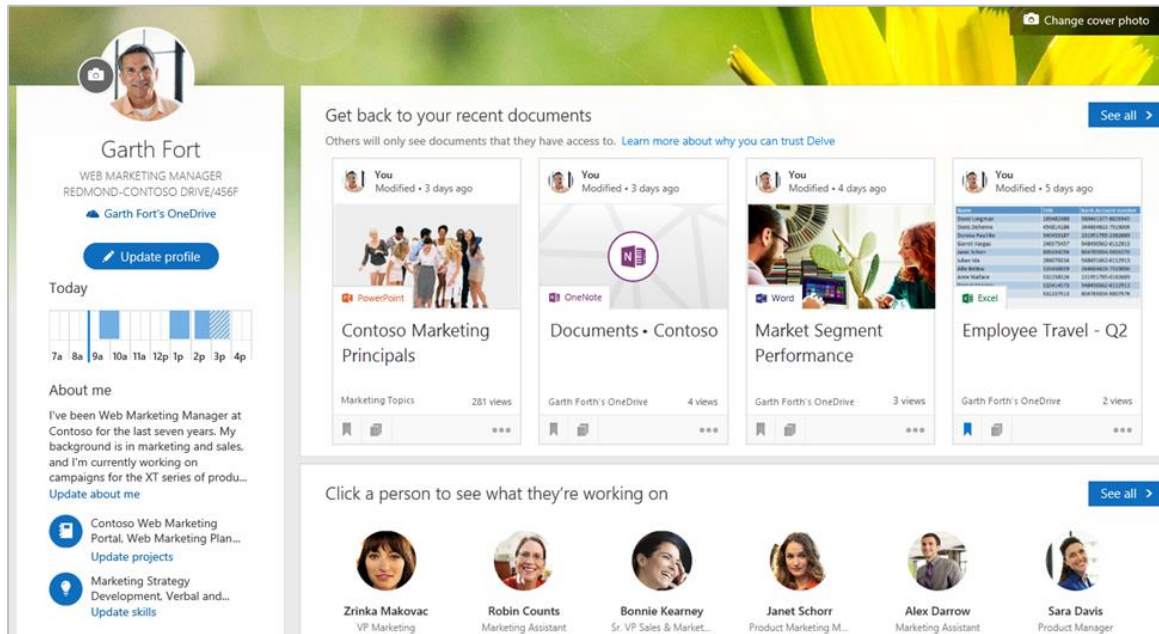 Change cover photo
Garth Fort
WEB MARKETING MANAGER
REDMOND-CONTOSO DRIVE/456F
Garth Fort's OneDrive
Update profile
Today
7a 8a 9a 10a 11a 12p 1p 2p 3p 4p
About me
I've been Web Marketing Manager at
Contoso for the last seven years. My
background is in marketing and sales,
and I'm currently working on
campaigns for the XT series of produ...
Update about me
Contoso Web Marketing
Portal, Web Marketing Plan...
Update projects
Marketing Strategy
Development, Verbal and...
Update skills
Get back to your recent documents
See all
Others will only see documents that they have access to. Learn more about why you can trust Delve
You
Modified • 3 days ago
PowerPoint
Contoso Marketing
Principals
Marketing Topics 281 views
You
Modified • 3 days ago
OneNote
Documents • Contoso
Garth Forth's OneDrive 4 views
You
Modified • 4 days ago
Word
Market Segment
Performance
Garth Forth's OneDrive 3 views
You
Modified • 5 days ago
Name Bank Account number
Excel
Employee Travel - Q2
Garth Forth's OneDrive 2 views
Click a person to see what they're working on
See all
Zrinka Makovac
VP Marketing
Robin Counts
Marketing Assistant
Bonnie Kearney
Sr. VP Sales & Market...
Janet Schorr
Product Marketing M...
Alex Darrow
Marketing Assistant
Sara Davis
Product Manager